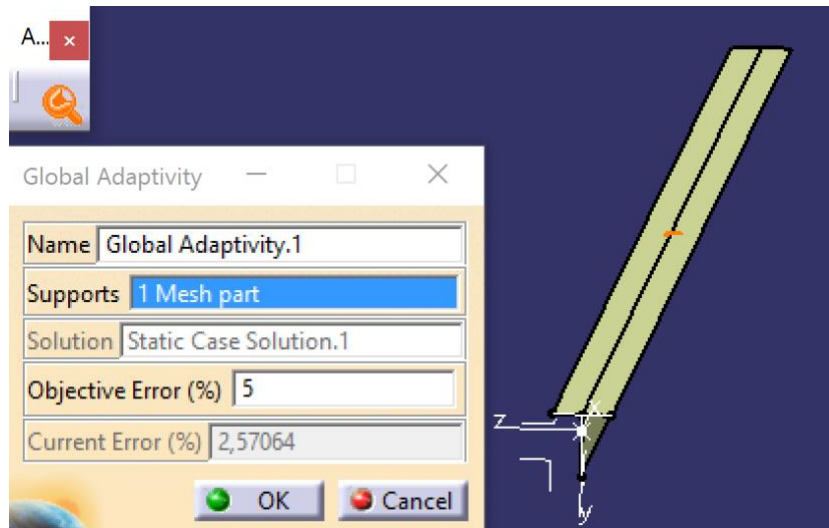 A...
Global Adaptivity
Name Global Adaptivity.1
Supports 1 Mesh part
Solution Static Case Solution.1
Objective Error (%) 5
Current Error (%) 2,57064
OK Cancel
x
z
y